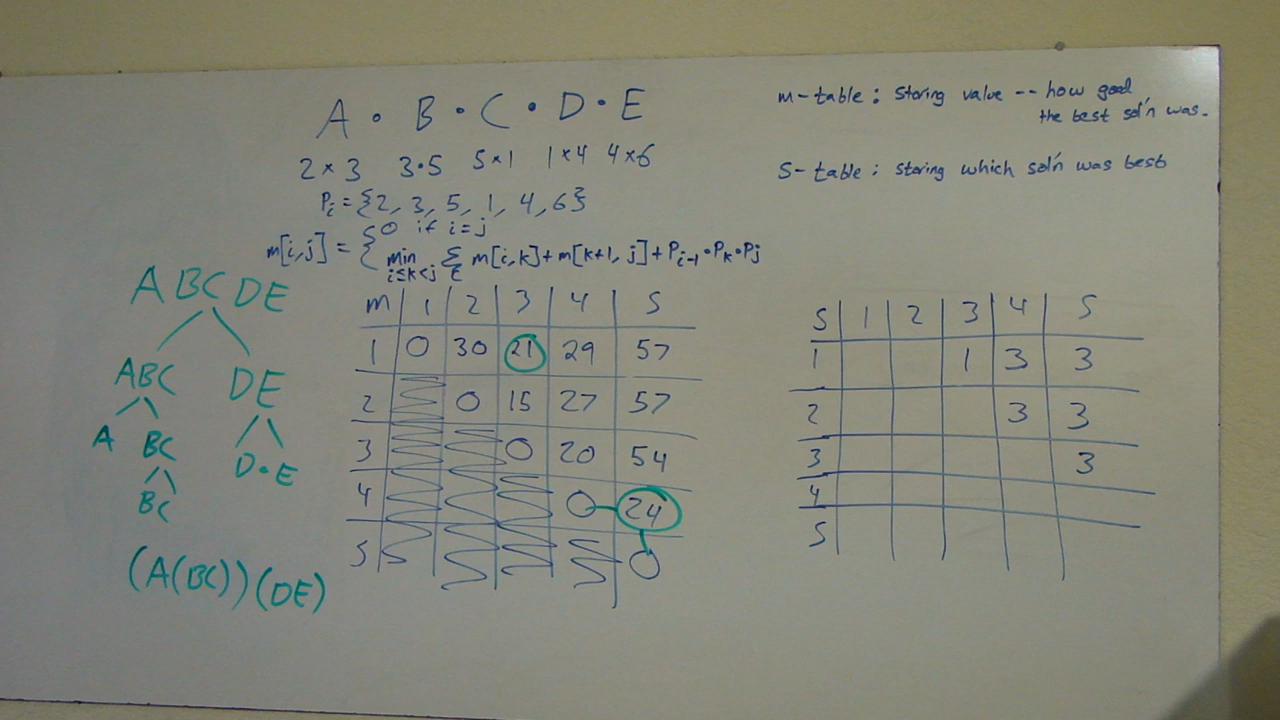 A • B • C • D • E
2 × 3 3•5 5×1 1×4 4×6
Pi = {2, 3, 5, 1, 4, 6}
m[i,j] = { 0 if i=j
min i≤k<j m[i,k]+m[k+1, j]+Pi-1•Pk•Pj
m-table: storing value -- how good
the best sol'n was.
S-table: storing which sol'n was best
ABCDE
ABC DE
A BC D•E
BC
(A(BC))(DE)
m 1 2 3 4 5
1 0 30 21 29 57
2 0 15 27 57
3 0 20 54
4 0 24
5 0
S 1 2 3 4 5
1 1 3 3
2 3 3
3 3
4
5